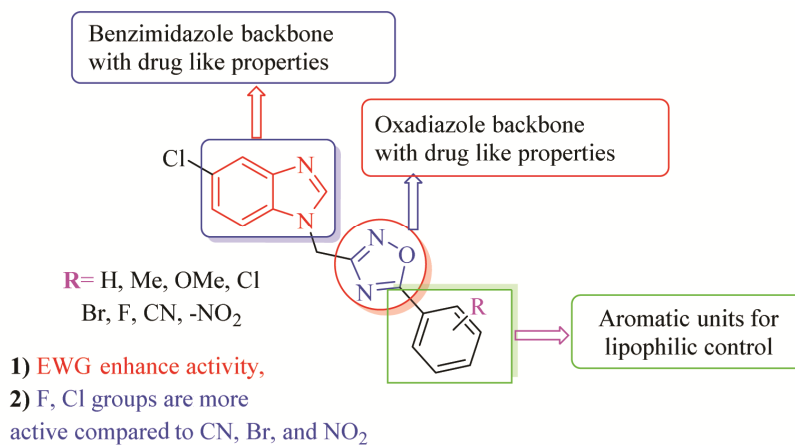 Benzimidazole backbone
with drug like properties
Oxadiazole backbone
with drug like properties
Cl
N
N
N
O
N
R
R= H, Me, OMe, Cl
Br, F, CN, -NO₂
Aromatic units for
lipophilic control
1) EWG enhance activity,
2) F, Cl groups are more
active compared to CN, Br, and NO₂